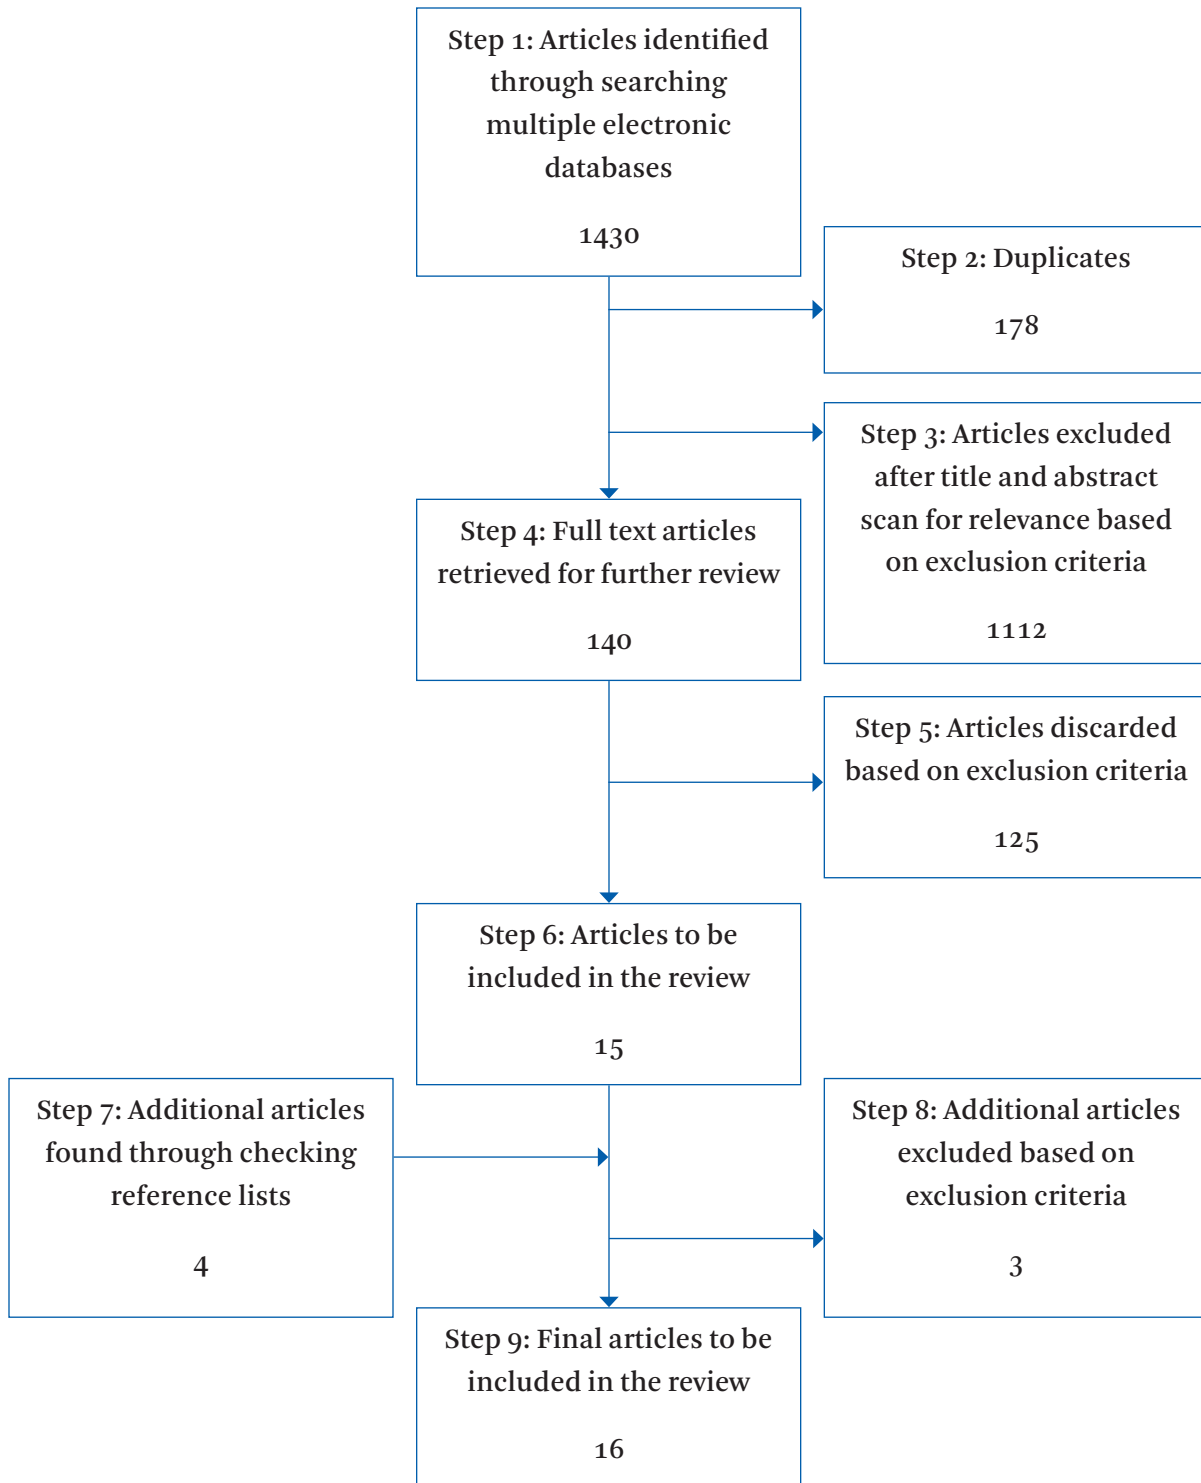 Step 1: Articles identified
through searching
multiple electronic
databases
1430
Step 2: Duplicates
178
Step 3: Articles excluded
after title and abstract
scan for relevance based
on exclusion criteria
1112
Step 4: Full text articles
retrieved for further review
140
Step 5: Articles discarded
based on exclusion criteria
125
Step 6: Articles to be
included in the review
15
Step 7: Additional articles
found through checking
reference lists
4
Step 8: Additional articles
excluded based on
exclusion criteria
3
Step 9: Final articles to be
included in the review
16